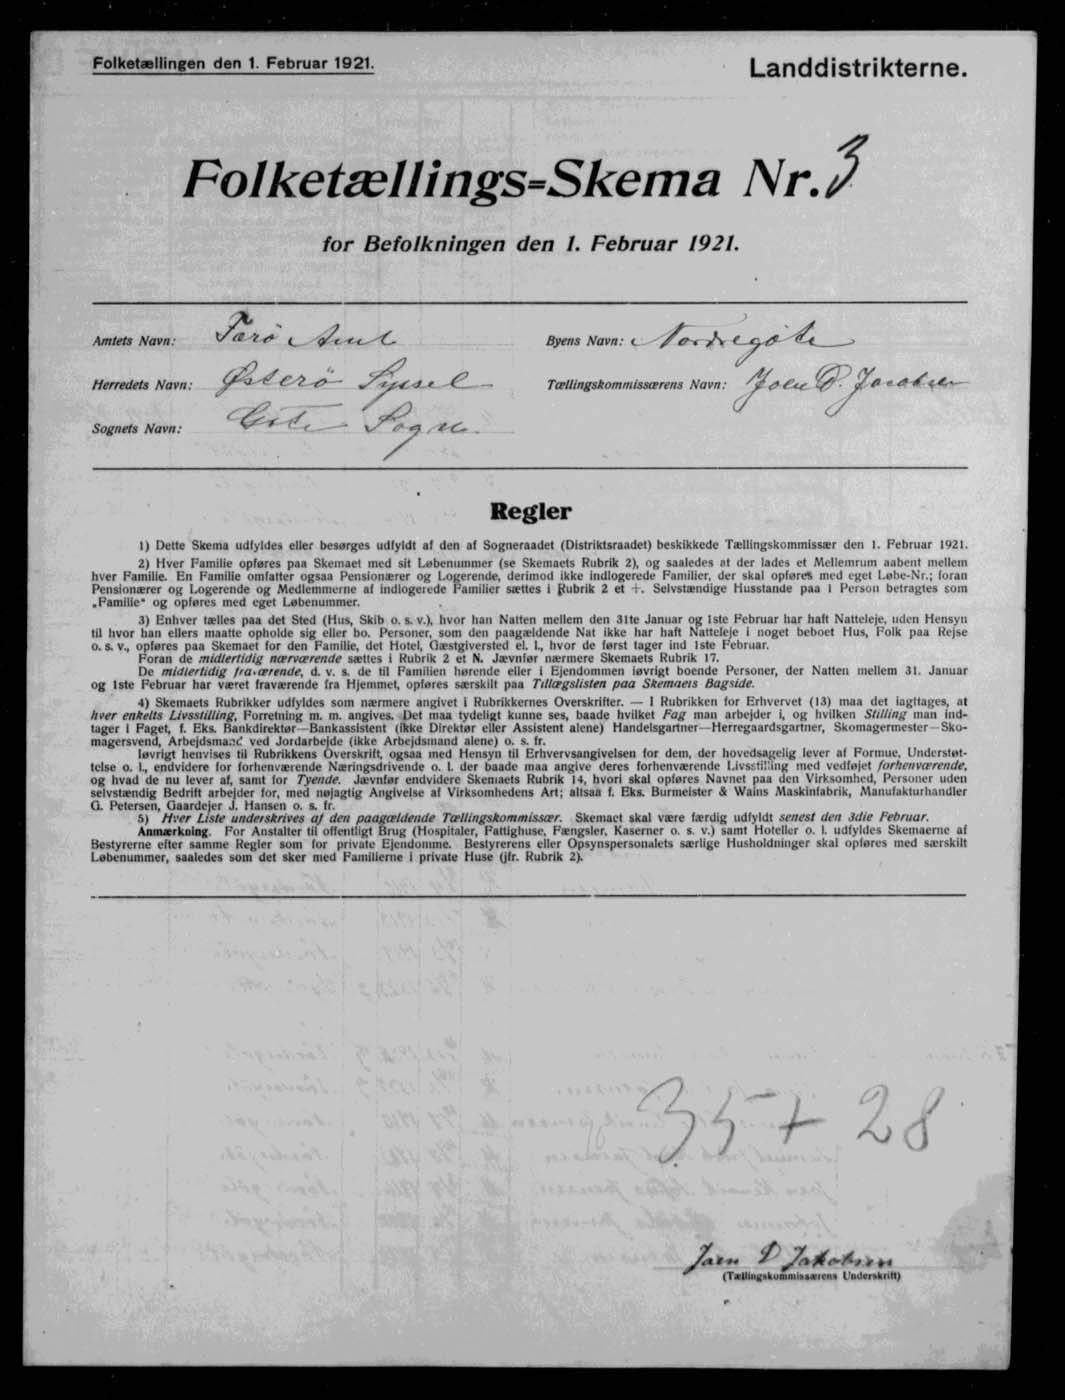 Folketællingen den 1. Februar 1921.
Landdistrikterne.
Folketællings=Skema Nr. 3
for Befolkningen den 1. Februar 1921.
Amtets Navn: Færö Amt
Byens Navn: Nordregöte
Herredets Navn: Østerö Syssel
Tællingskommissærens Navn: Joen D. Jacobsen
Sognets Navn: Göte Sogn.
Regler
1) Dette Skema udfyldes eller besørges udfyldt af den af Sogneraadet (Distriktsraadet) beskikkede Tællingskommissær den 1. Februar 1921.
2) Hver Familie opføres paa Skemaet med sit Løbenummer (se Skemaets Rubrik 2), og saaledes at der lades et Mellemrum aabent mellem
hver Familie. En Familie omfatter ogsaa Pensionærer og Logerende, derimod ikke indlogerede Familier, der skal opføres med eget Løbe-Nr.; foran
Pensionærer og Logerende og Medlemmerne af indlogerede Familier sættes i Rubrik 2 et +. Selvstændige Husstande paa 1 Person betragtes som
„Familie“ og opføres med eget Løbenummer.
3) Enhver tælles paa det Sted (Hus, Skib o. s. v.), hvor han Natten mellem den 31te Januar og 1ste Februar har haft Natteleje, uden Hensyn
til hvor han ellers maatte opholde sig eller bo. Personer, som den paagældende Nat ikke har haft Natteleje i noget beboet Hus, Folk paa Rejse
o. s. v., opføres paa Skemaet for den Familie, det Hotel, Gæstgiversted el. l., hvor de først tager ind 1ste Februar.
Foran de midlertidig nærværende sættes i Rubrik 2 et N. Jævnfør nærmere Skemaets Rubrik 17.
De midlertidig fraværende, d. v. s. de til Familien hørende eller i Ejendommen iøvrigt boende Personer, der Natten mellem 31. Januar
og 1ste Februar har været fraværende fra Hjemmet, opføres særskilt paa Tillægslisten paa Skemaets Bagside.
4) Skemaets Rubrikker udfyldes som nærmere angivet i Rubrikkernes Overskrifter. — I Rubrikken for Erhvervet (13) maa det iagttages, at
hver enkelts Livsstilling, Forretning m. m. angives. Det maa tydeligt kunne ses, baade hvilket Fag man arbejder i, og hvilken Stilling man ind-
tager i Faget, f. Eks. Bankdirektør—Bankassistent (ikke Direktør eller Assistent alene) Handelsgartner—Herregaardsgartner, Skomagermester—Sko-
magersvend, Arbejdsmand ved Jordarbejde (ikke Arbejdsmand alene) o. s. fr.
Iøvrigt henvises til Rubrikkens Overskrift, ogsaa med Hensyn til Erhvervsangivelsen for dem, der hovedsagelig lever af Formue, Understøt-
telse o. l., endvidere for forhenværende Næringsdrivende o. l. der baade maa angive deres forhenværende Livsstilling med vedføjet forhenværende,
og hvad de nu lever af, samt for Tyende. Jævnfør endvidere Skemaets Rubrik 14, hvori skal opføres Navnet paa den Virksomhed, Personer uden
selvstændig Bedrift arbejder for, med nøjagtig Angivelse af Virksomhedens Art; altsaa f. Eks. Burmeister & Wains Maskinfabrik, Manufakturhandler
G. Petersen, Gaardejer J. Hansen o. s. fr.
5) Hver Liste underskrives af den paagældende Tællingskommissær. Skemaet skal være færdig udfyldt senest den 3die Februar.
Anmærkning. For Anstalter til offentligt Brug (Hospitaler, Fattighuse, Fængsler, Kaserner o. s. v.) samt Hoteller o. l. udfyldes Skemaerne af
Bestyrerne efter samme Regler som for private Ejendomme. Bestyrerens eller Opsynspersonalets særlige Husholdninger skal opføres med særskilt
Løbenummer, saaledes som det sker med Familierne i private Huse (jfr. Rubrik 2).
35 + 28
Joen D Jakobsen
(Tællingskommissærens Underskrift)